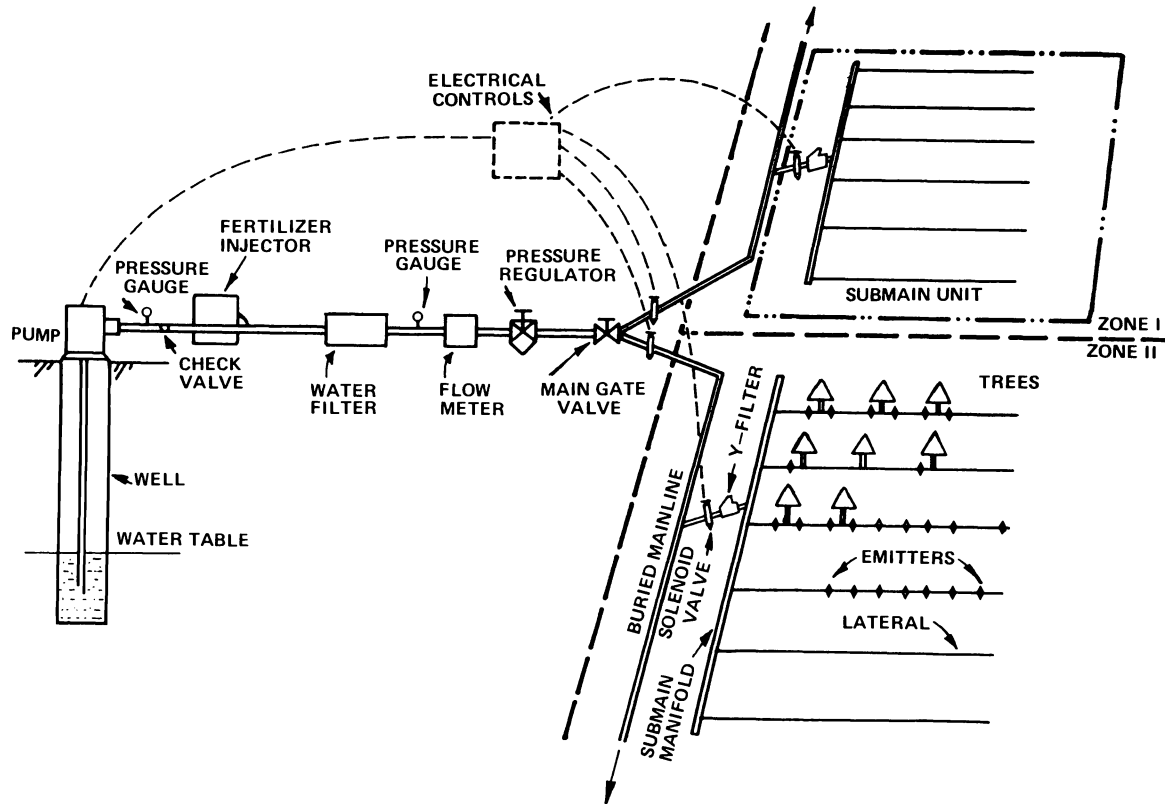 ELECTRICAL
CONTROLS
FERTILIZER
INJECTOR
PRESSURE
GAUGE
PRESSURE
GAUGE
PRESSURE
REGULATOR
PUMP
CHECK
VALVE
WATER
FILTER
FLOW
METER
MAIN GATE
VALVE
SUBMAIN UNIT
ZONE I
ZONE II
TREES
WELL
WATER TABLE
Y-FILTER
BURIED MAINLINE
SOLENOID
VALVE
SUBMAIN
MANIFOLD
EMITTERS
LATERAL